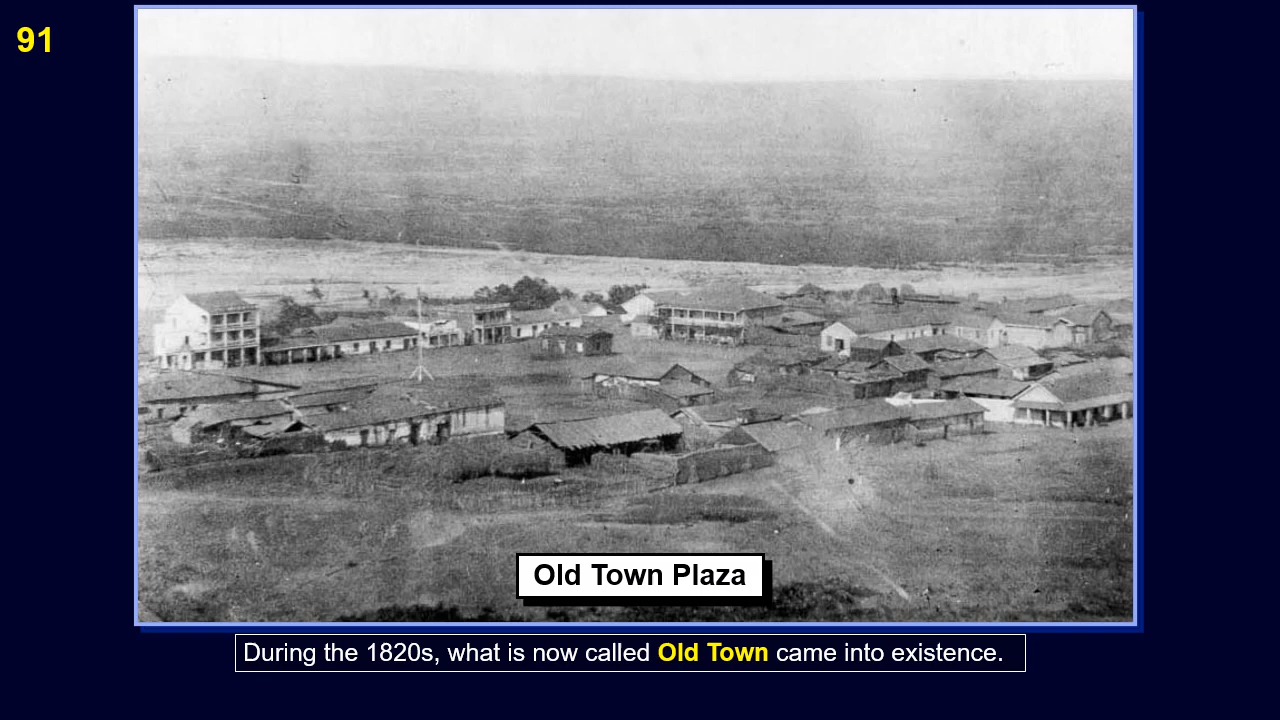 91
Old Town Plaza
During the 1820s, what is now called Old Town came into existence.